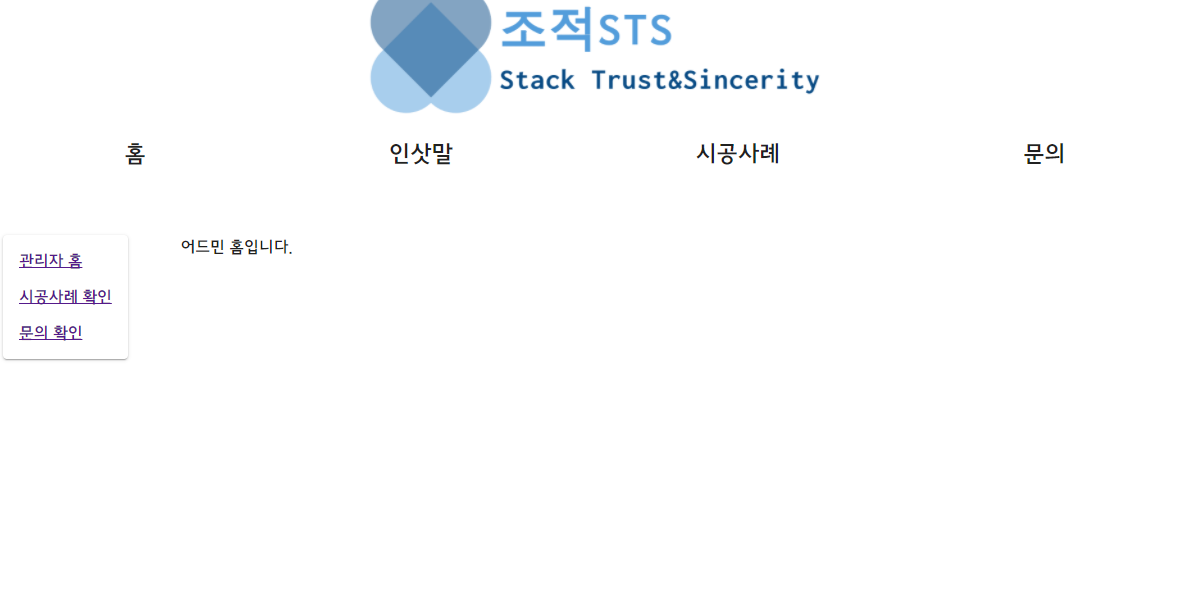 조적STS
Stack Trust&Sincerity
홈 인삿말 시공사례 문의
관리자 홈
시공사례 확인
문의 확인
어드민 홈입니다.